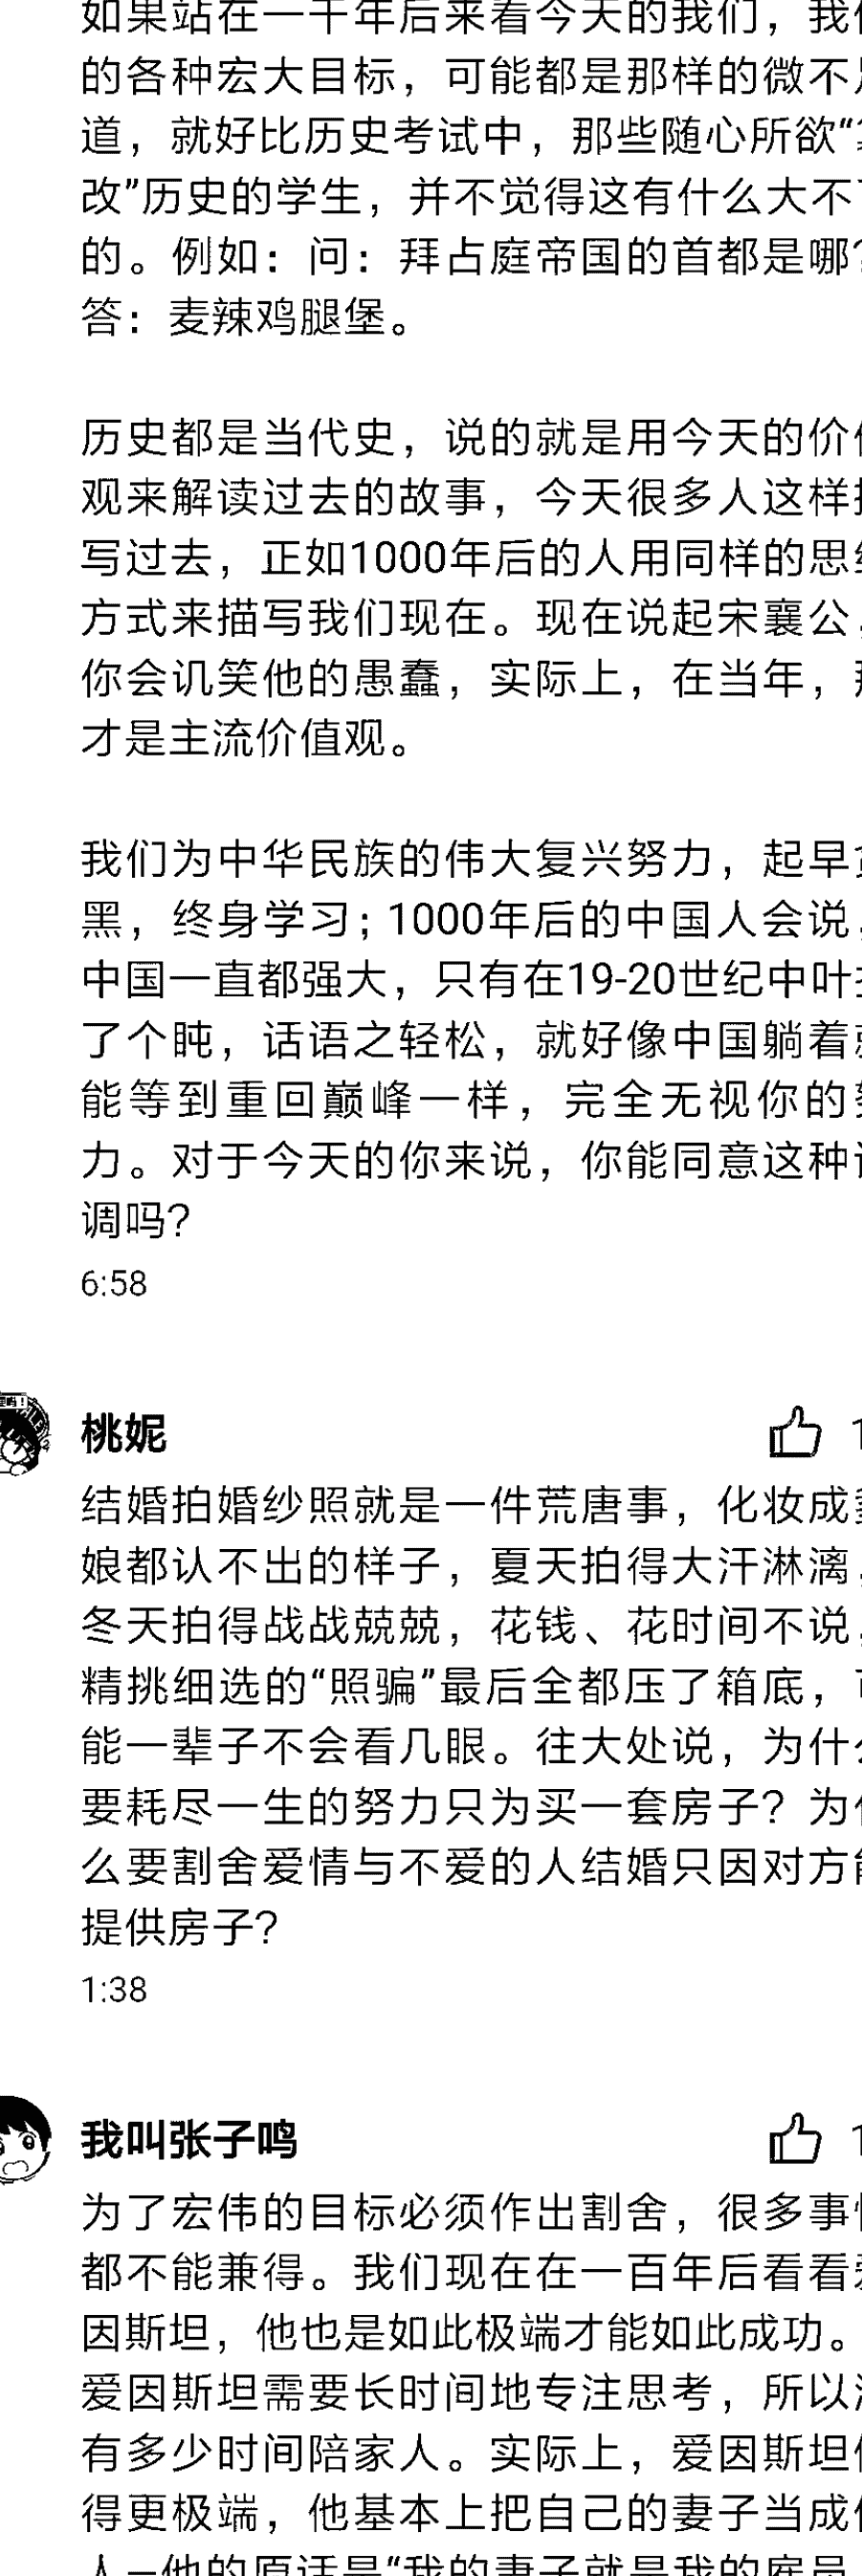 如果站在一千年后来看今天的我们，我
的各种宏大目标，可能都是那样的微不
道，就好比历史考试中，那些随心所欲“
改”历史的学生，并不觉得这有什么大不
的。例如：问：拜占庭帝国的首都是哪？
答：麦辣鸡腿堡。
历史都是当代史，说的就是用今天的价
观来解读过去的故事，今天很多人这样
写过去，正如1000年后的人用同样的思
方式来描写我们现在。现在说起宋襄公，
你会讥笑他的愚蠢，实际上，在当年，
才是主流价值观。
我们为中华民族的伟大复兴努力，起早
黑，终身学习；1000年后的中国人会说，
中国一直都强大，只有在19-20世纪中叶
了个盹，话语之轻松，就好像中国躺着
能等到重回巅峰一样，完全无视你的
力。对于今天的你来说，你能同意这种
调吗？
6:58
桃妮
1
结婚拍婚纱照就是一件荒唐事，化妆成
娘都认不出的样子，夏天拍得大汗淋漓，
冬天拍得战战兢兢，花钱、花时间不说，
精挑细选的“照骗”最后全都压了箱底，
能一辈子不会看几眼。往大处说，为什
要耗尽一生的努力只为买一套房子？为
么要割舍爱情与不爱的人结婚只因对方
提供房子？
1:38
我叫张子鸣
1
为了宏伟的目标必须作出割舍，很多事
都不能兼得。我们现在在一百年后看看
因斯坦，他也是如此极端才能如此成功。
爱因斯坦需要长时间地专注思考，所以
有多少时间陪家人。实际上，爱因斯坦
得更极端，他基本上把自己的妻子当成
人—他的原话是“我的妻子就是我的雇员